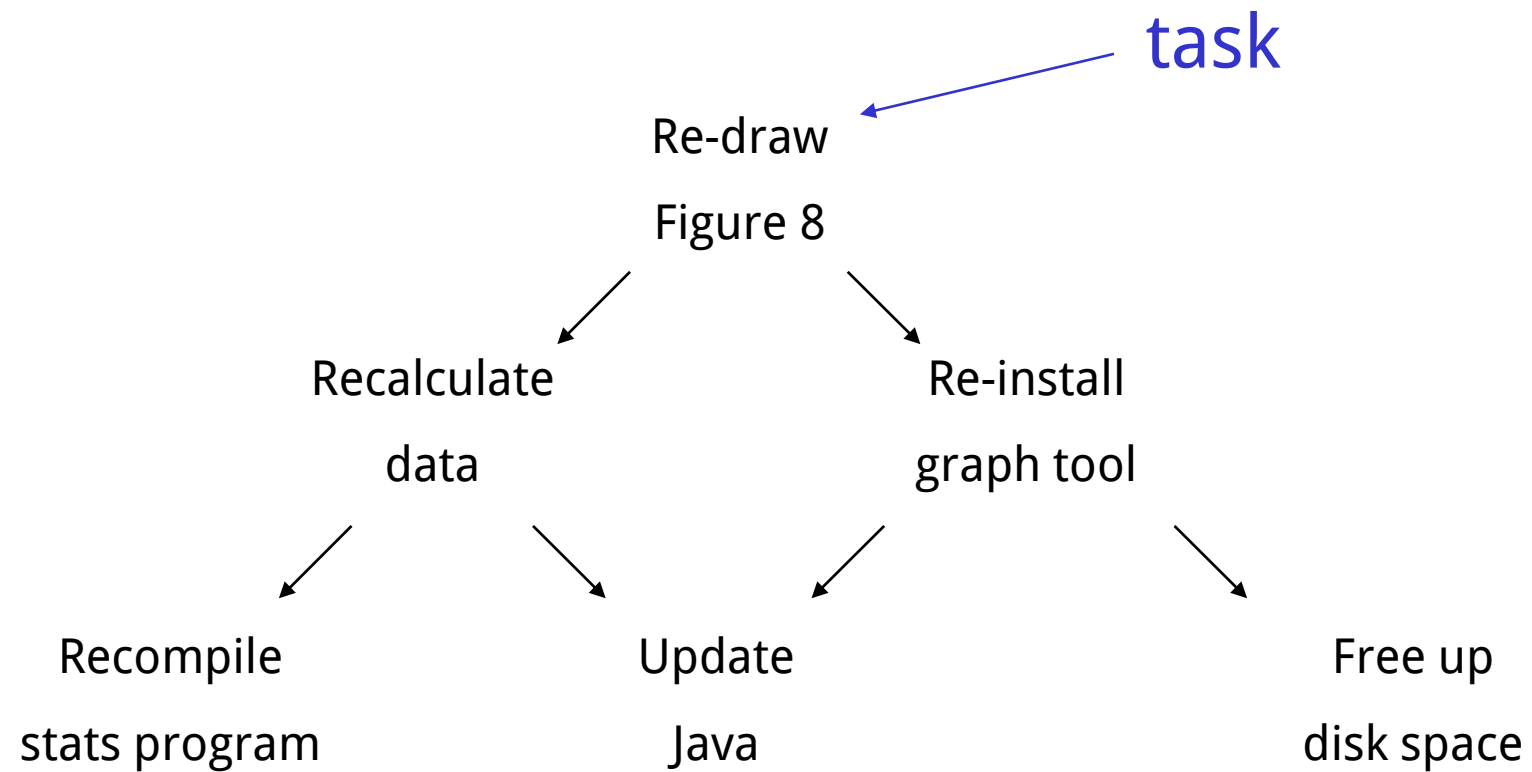 task
Re-draw
Figure 8
Recalculate
data
Re-install
graph tool
Recompile
stats program
Update
Java
Free up
disk space